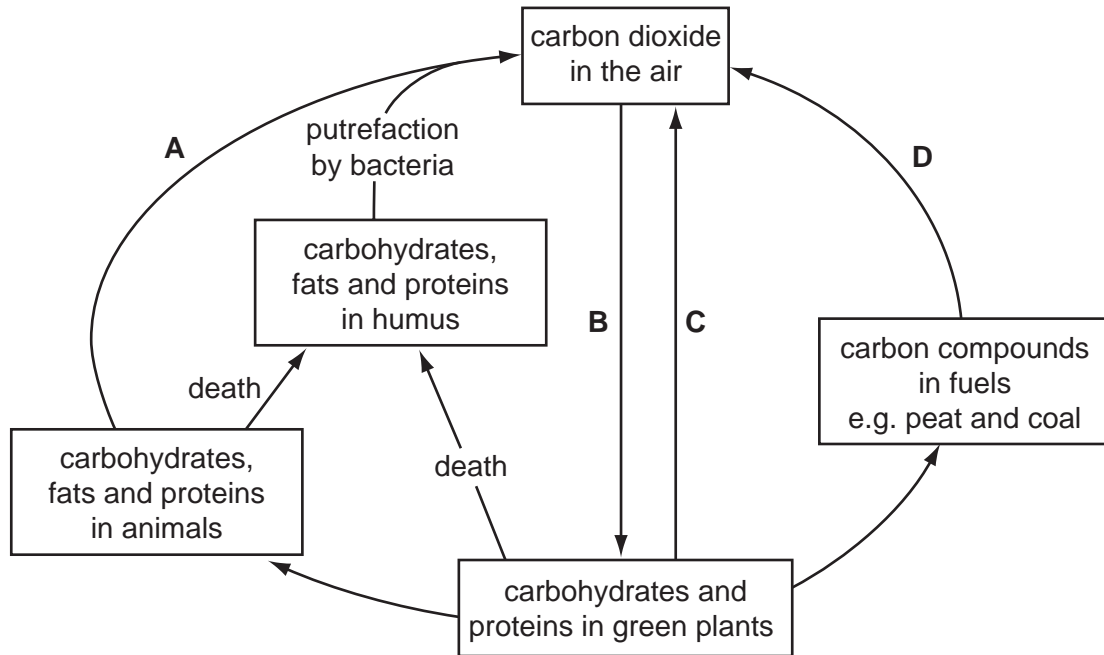 carbon dioxide
in the air
A
putrefaction
by bacteria
D
carbohydrates,
fats and proteins
in humus
B
C
carbon compounds
in fuels
e.g. peat and coal
death
carbohydrates,
fats and proteins
in animals
death
carbohydrates and
proteins in green plants